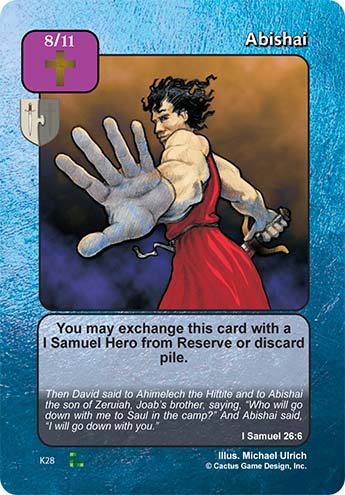 8/11
Abishai
You may exchange this card with a
I Samuel Hero from Reserve or discard
pile.
Then David said to Ahimelech the Hittite and to Abishai
the son of Zeruiah, Joab's brother, saying, “Who will go
down with me to Saul in the camp?” And Abishai said,
“I will go down with you.”
I Samuel 26:6
K28
Illus. Michael Ulrich
© Cactus Game Design, Inc.